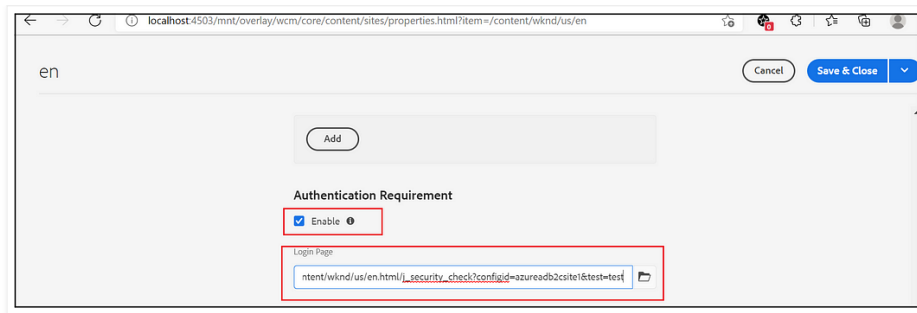 localhost:4503/mnt/overlay/wcm/core/content/sites/properties.html?item=/content/wknd/us/en
en
Cancel
Save & Close
Add
Authentication Requirement
Enable
Login Page
ntent/wknd/us/en.html/j_security_check?configid=azureadb2csite1&test=test